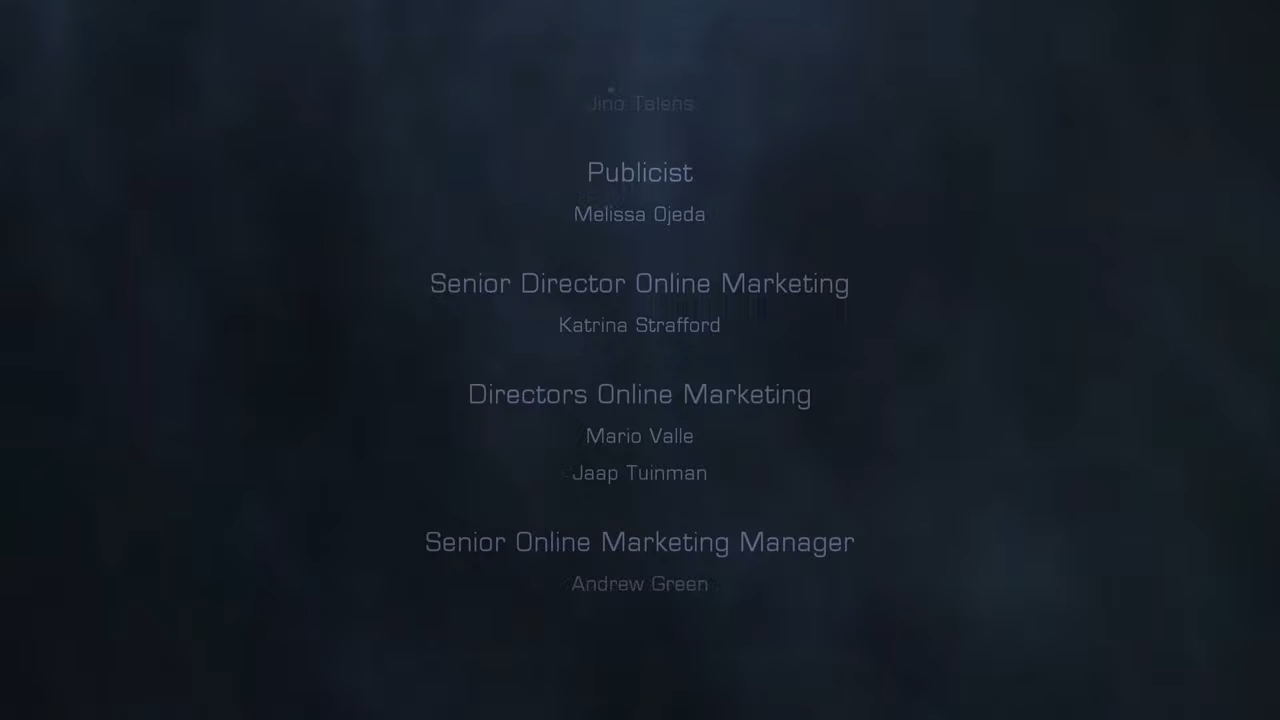 Jino Talens
Publicist
Melissa Ojeda
Senior Director Online Marketing
Katrina Strafford
Directors Online Marketing
Mario Valle
Jaap Tuinman
Senior Online Marketing Manager
Andrew Green